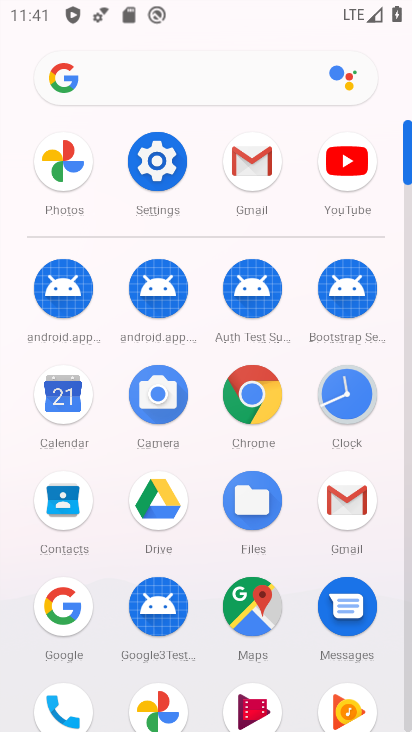 11:41 LTE
G
Photos Settings Gmail YouTube
android.app... android.app.... Auth Test Su... Bootstrap Se...
21
Calendar Camera Chrome Clock
Contacts Drive Files Gmail
G G
Google Google3Test... Maps Messages